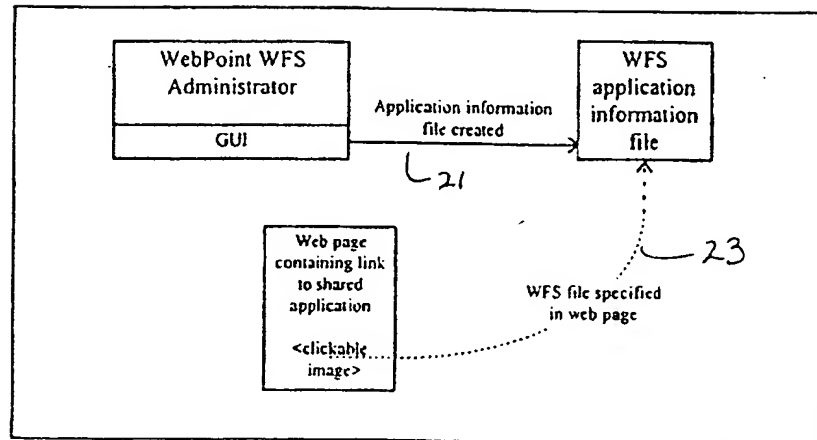 WebPoint WFS
Administrator
GUI
Application information
file created
21
WFS
application
information
file
Web page
containing link
to shared
application
<clickable
image>
23
WFS file specified
in web page